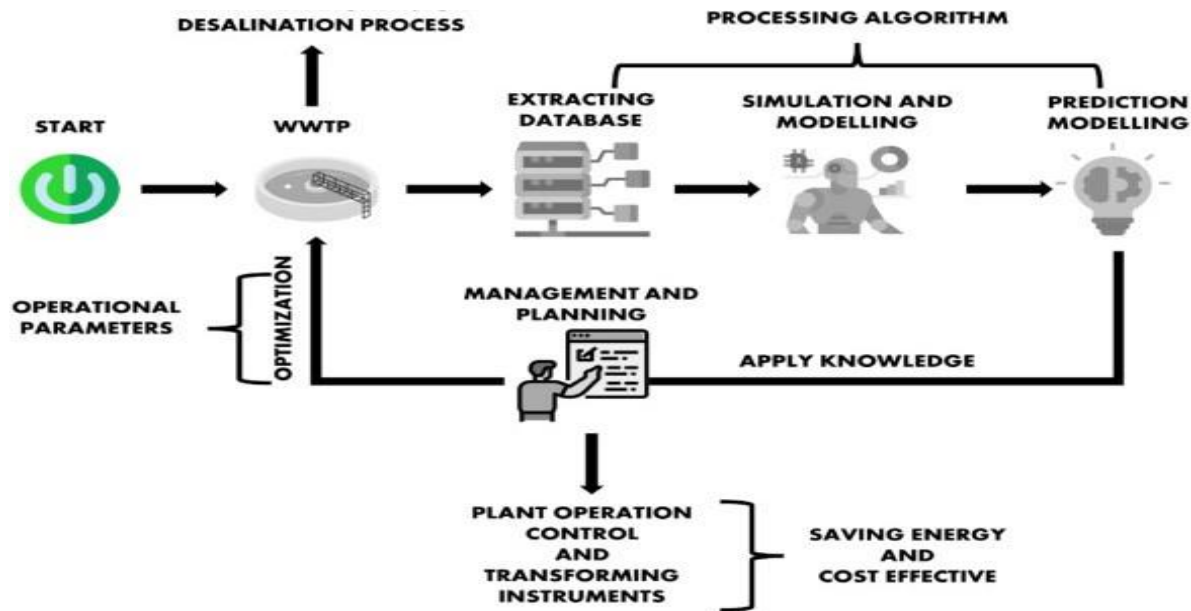 DESALINATION PROCESS
PROCESSING ALGORITHM
START
WWTP
EXTRACTING
DATABASE
SIMULATION AND
MODELLING
PREDICTION
MODELLING
OPERATIONAL
PARAMETERS
OPTIMIZATION
MANAGEMENT AND
PLANNING
APPLY KNOWLEDGE
PLANT OPERATION
CONTROL
AND
TRANSFORMING
INSTRUMENTS
SAVING ENERGY
AND
COST EFFECTIVE